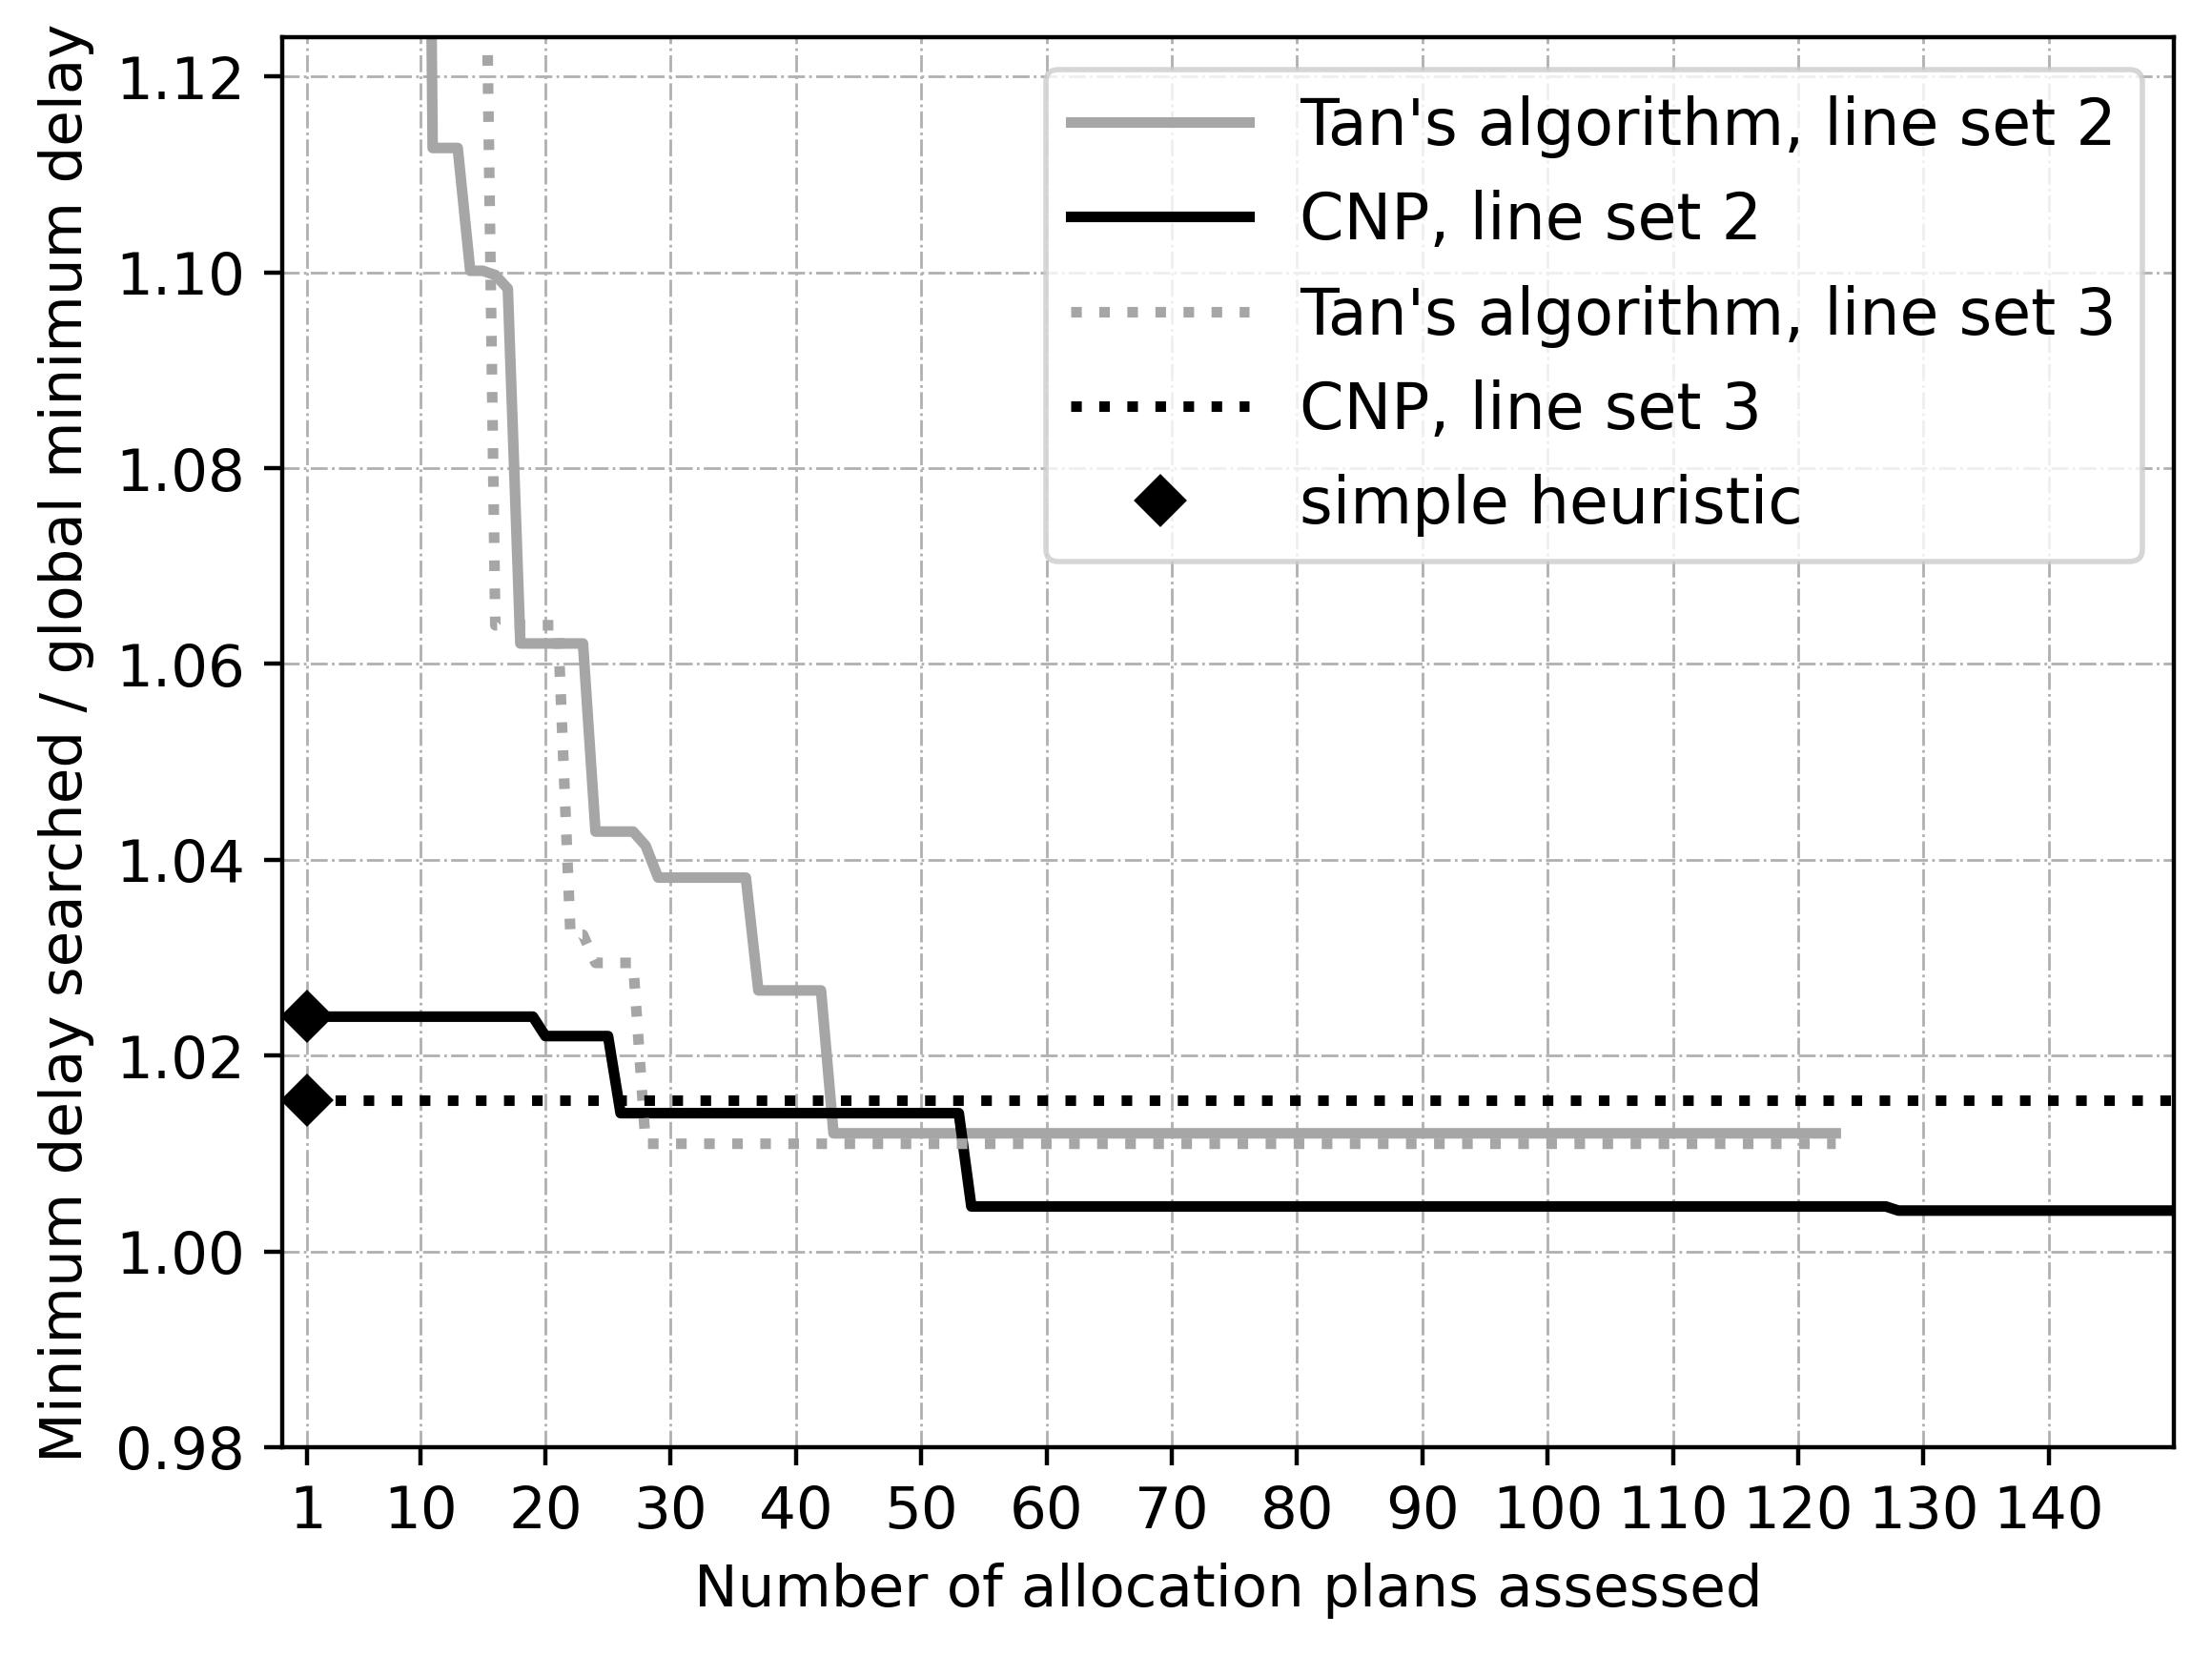 Minimum delay searched / global minimum delay
1.12
1.10
1.08
1.06
1.04
1.02
1.00
0.98
Tan's algorithm, line set 2
CNP, line set 2
Tan's algorithm, line set 3
CNP, line set 3
simple heuristic
1 10 20 30 40 50 60 70 80 90 100 110 120 130 140
Number of allocation plans assessed